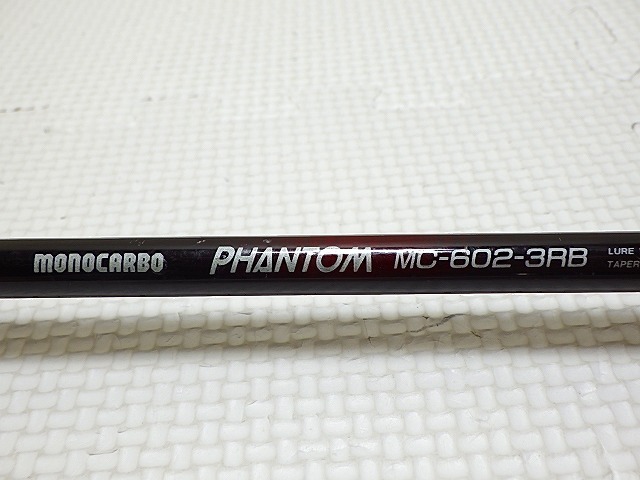 MONOCARBO PHANTOM MC-602-3RB
LURE
TAPER